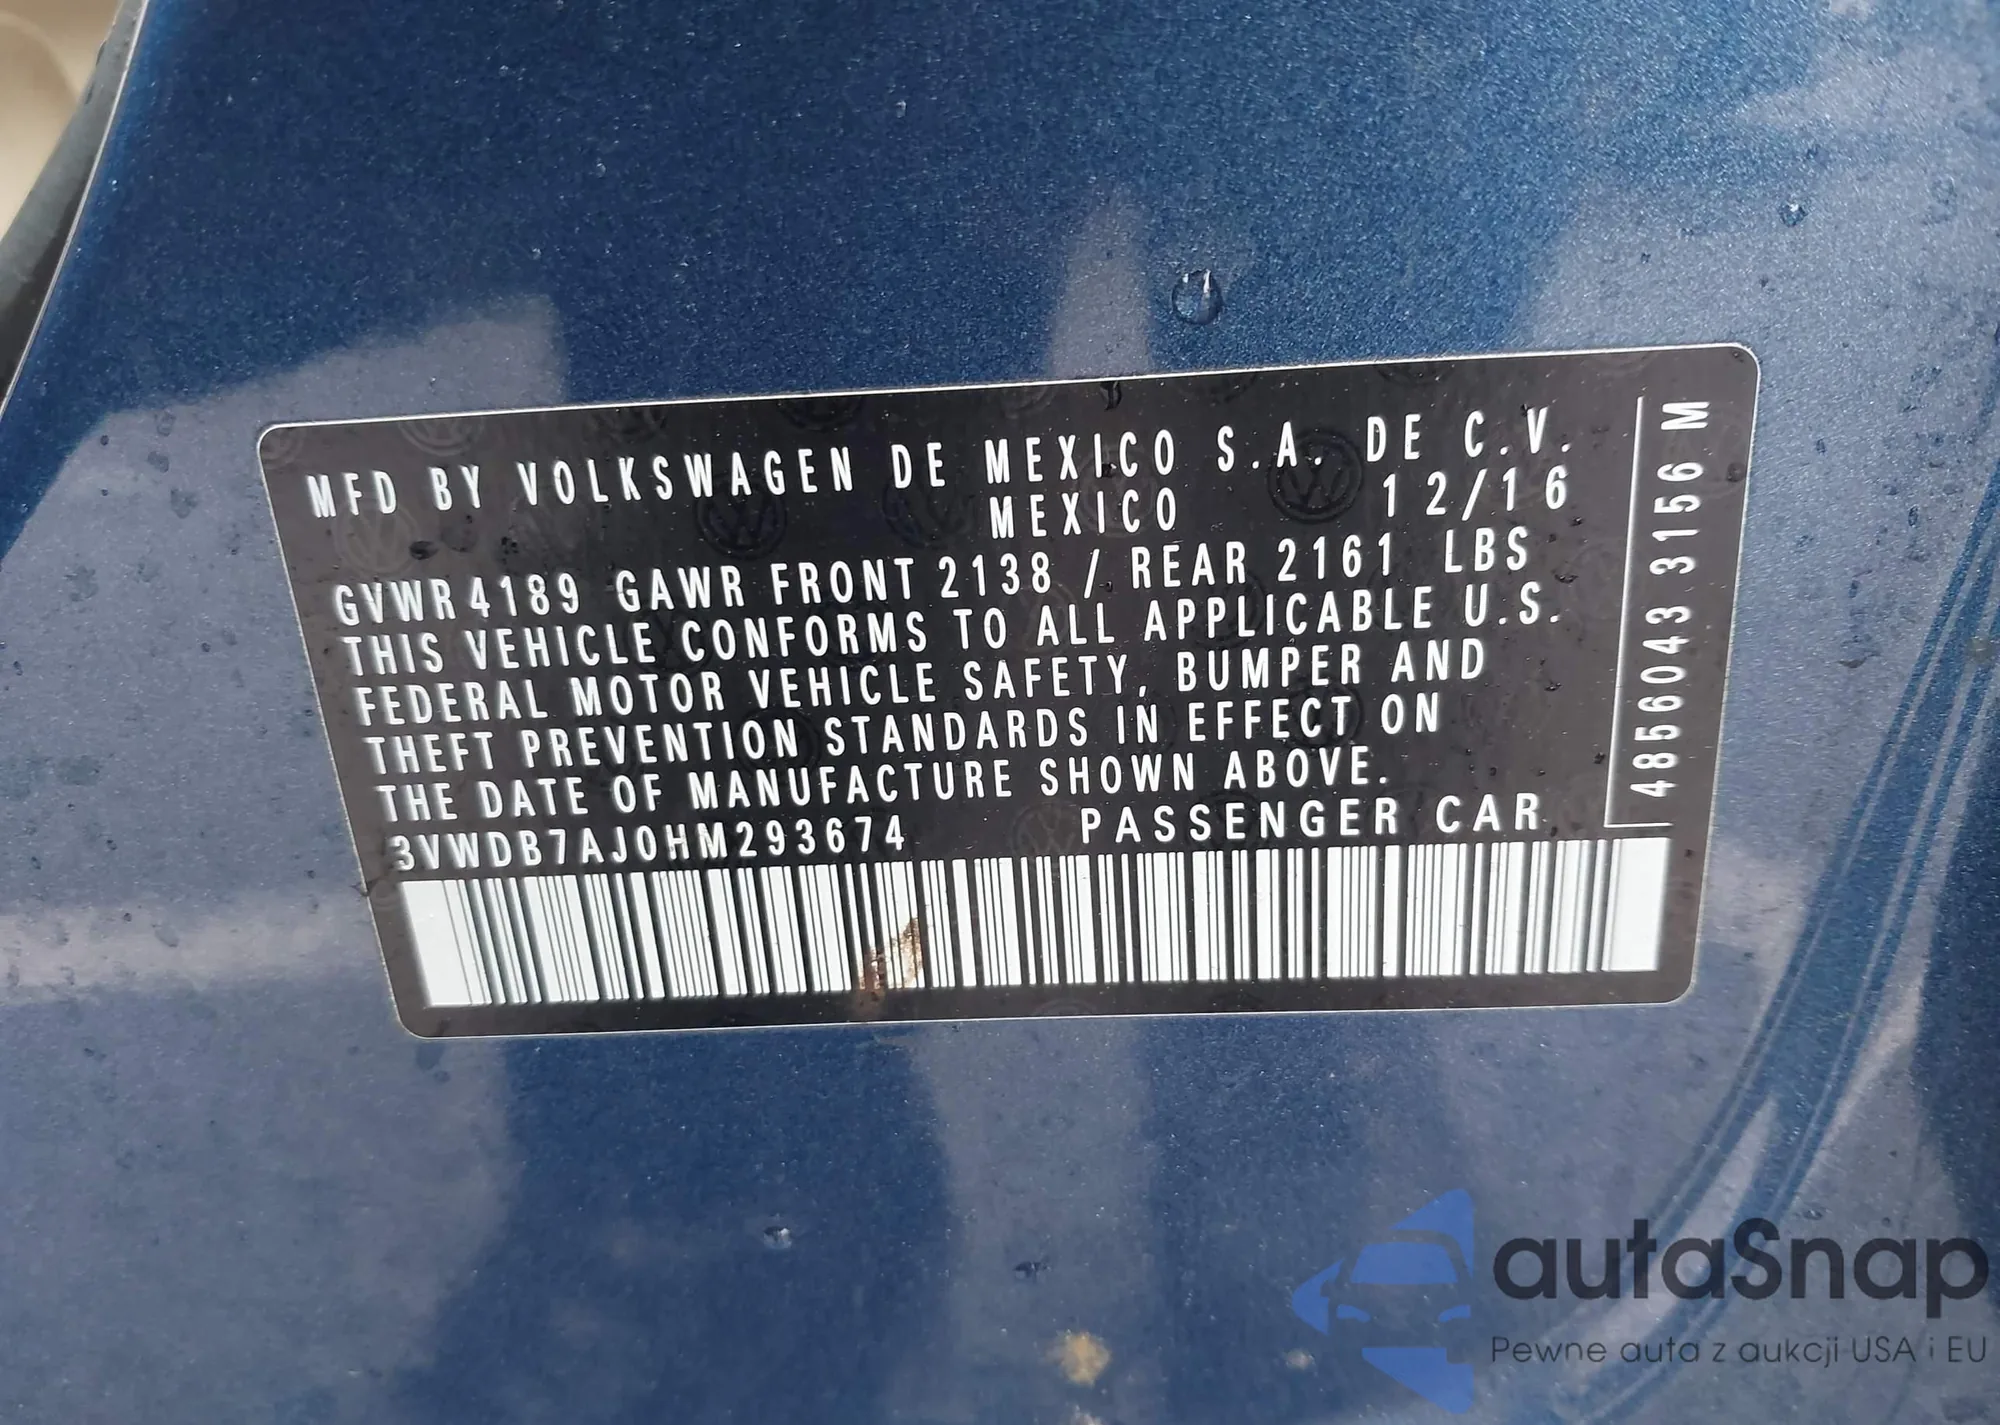 MFD BY VOLKSWAGEN DE MEXICO S.A. DE C.V.
MEXICO 12/16
GVWR 4189 GAWR FRONT 2138 / REAR 2161 LBS
THIS VEHICLE CONFORMS TO ALL APPLICABLE U.S.
FEDERAL MOTOR VEHICLE SAFETY, BUMPER AND
THEFT PREVENTION STANDARDS IN EFFECT ON
THE DATE OF MANUFACTURE SHOWN ABOVE.
3VWDB7AJ0HM293674 PASSENGER CAR
4856043 3156 M
autaSnap
Pewne auta z aukcji USA i EU